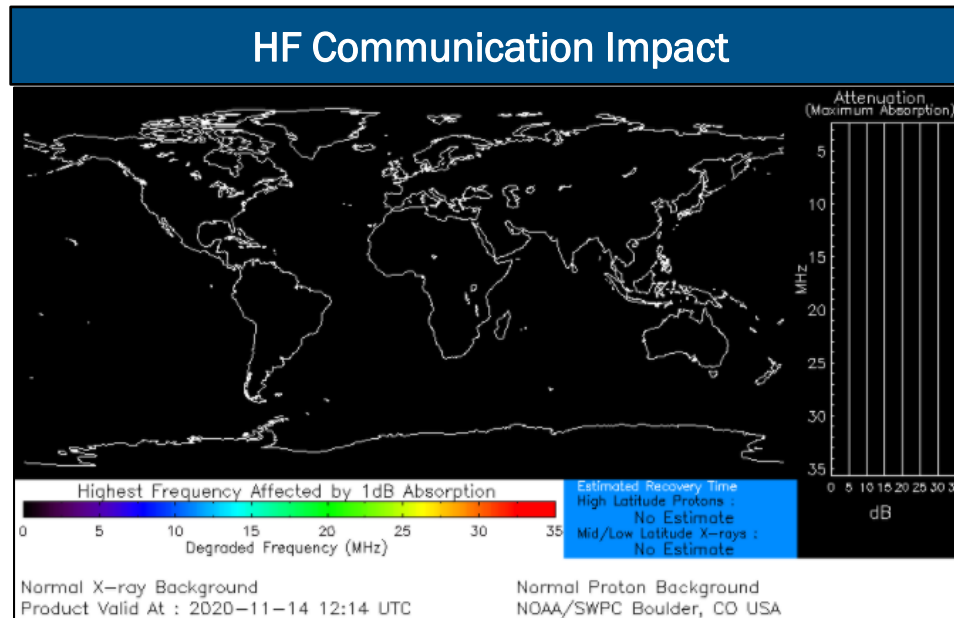 HF Communication Impact
Attenuation
(Maximum Absorption)
5
10
15
20
25
30
35
MHz
0 5 10 15 20 25 30
dB
Highest Frequency Affected by 1dB Absorption
0 5 10 15 20 25 30 35
Degraded Frequency (MHz)
Estimated Recovery Time
High Latitude Protons :
No Estimate
Mid/Low Latitude X-rays :
No Estimate
Normal X-ray Background
Product Valid At : 2020-11-14 12:14 UTC
Normal Proton Background
NOAA/SWPC Boulder, CO USA